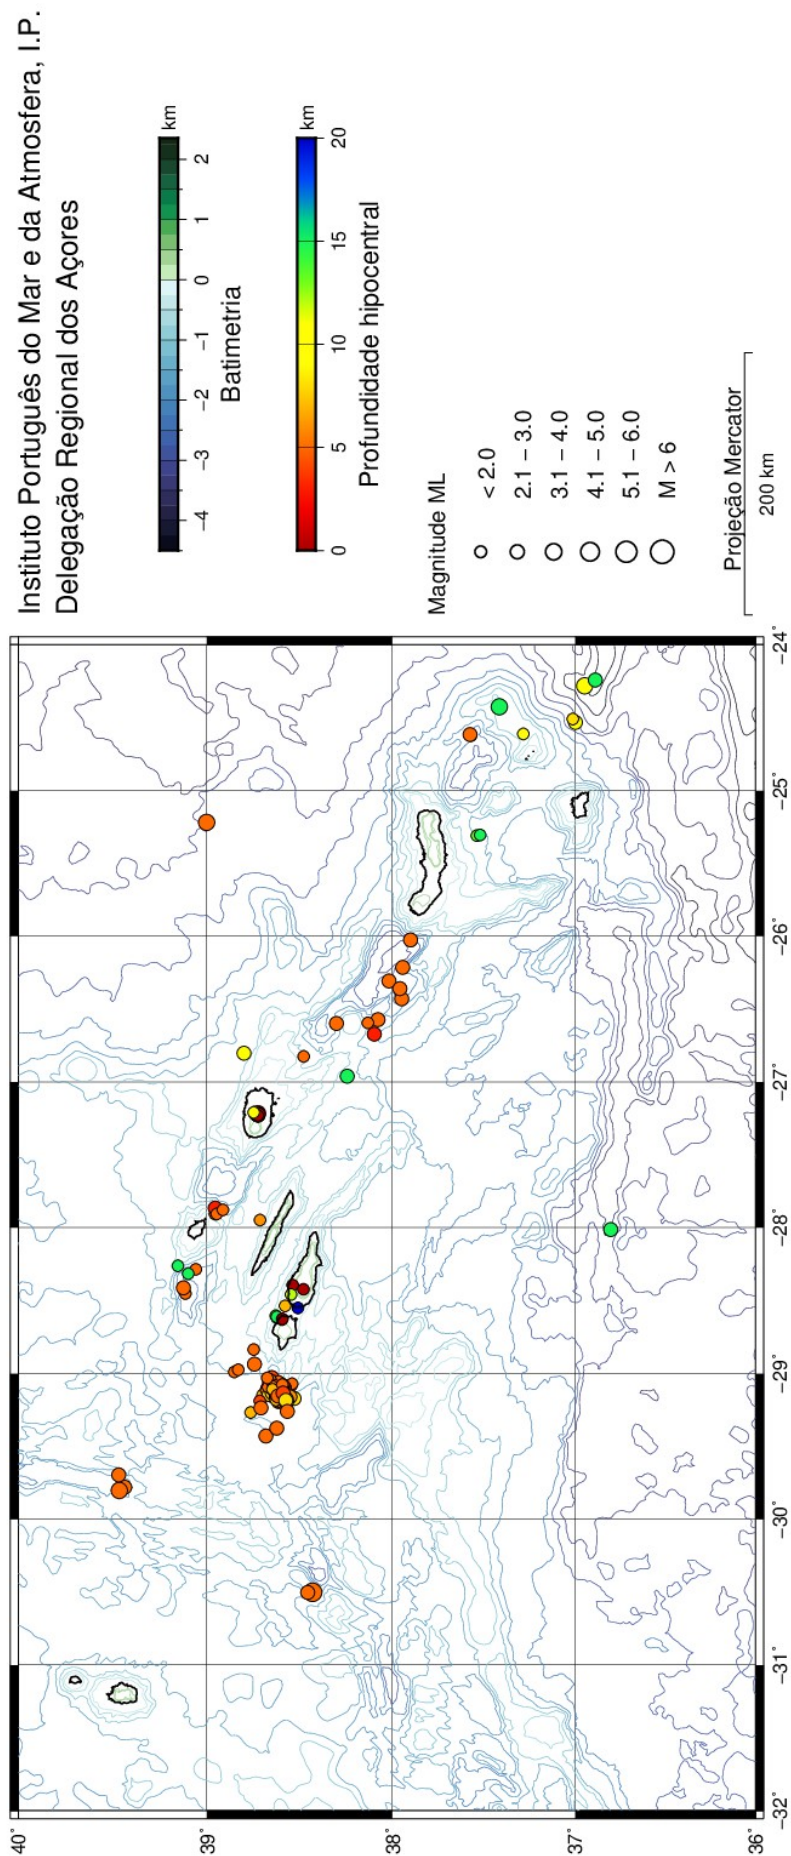 Instituto Português do Mar e da Atmosfera, I.P.
Delegação Regional dos Açores
km
−4 −3 −2 −1 0 1 2
Batimetria
km
0 5 10 15 20
Profundidade hipocentral
Magnitude ML
< 2.0
2.1 − 3.0
3.1 − 4.0
4.1 − 5.0
5.1 − 6.0
M > 6
Projeção Mercator
200 km
40˚
39˚
38˚
37˚
36˚
−32˚ −31˚ −30˚ −29˚ −28˚ −27˚ −26˚ −25˚ −24˚